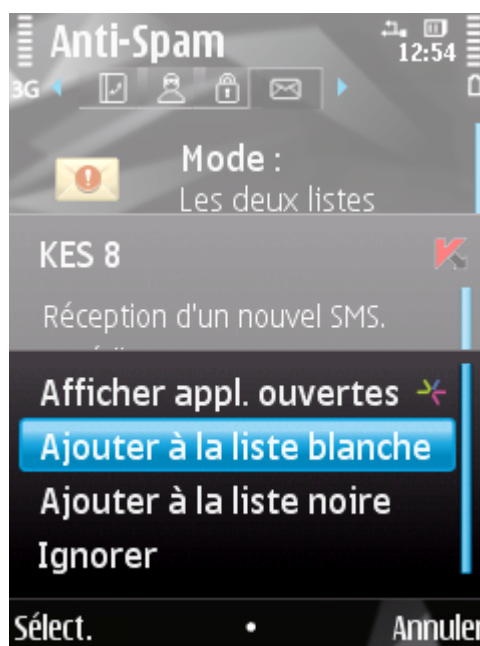 Anti-Spam
12:54
3G
Mode :
Les deux listes
KES 8
Réception d'un nouvel SMS.
Afficher appl. ouvertes
Ajouter à la liste blanche
Ajouter à la liste noire
Ignorer
Sélect.
Annuler